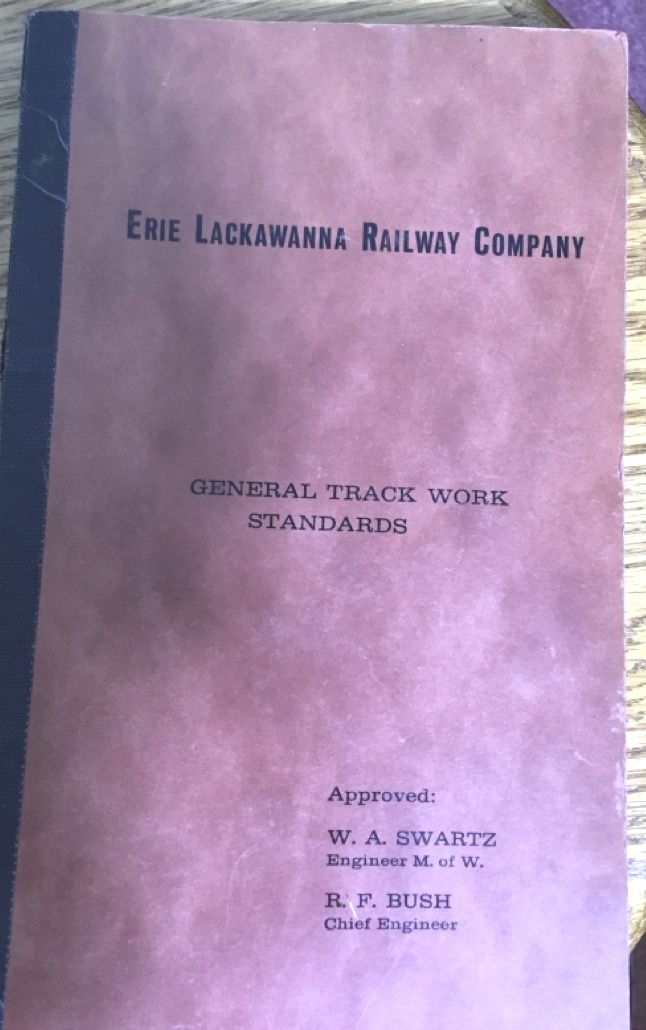 ERIE LACKAWANNA RAILWAY COMPANY
GENERAL TRACK WORK
STANDARDS
Approved:
W. A. SWARTZ
Engineer M. of W.
R. F. BUSH
Chief Engineer